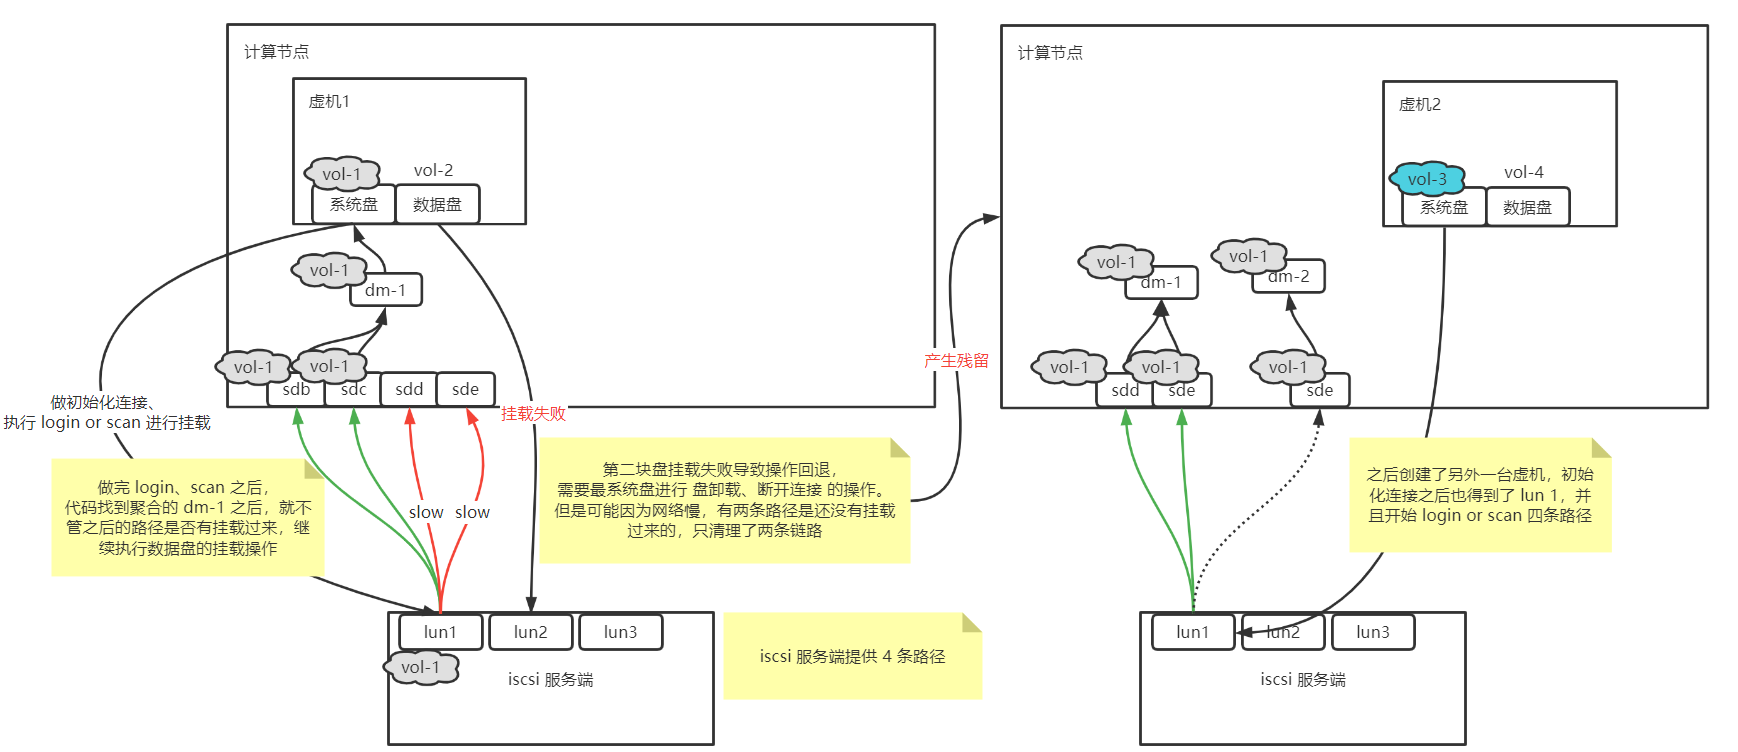 计算节点
虚机1
vol-1
vol-2
系统盘
数据盘
vol-1
dm-1
vol-1
vol-1
sdb
sdc
sdd
sde
做初始化连接、
执行 login or scan 进行挂载
挂载失败
做完 login、scan 之后，
代码找到聚合的 dm-1 之后，就不
管之后的路径是否有挂载过来，继
续执行数据盘的挂载操作
slow
slow
第二块盘挂载失败导致操作回退，
需要最系统盘进行 盘卸载、断开连接 的操作。
但是可能因为网络慢，有两条路径是还没有挂载
过来的，只清理了两条链路
lun1
lun2
lun3
vol-1
iscsi 服务端
iscsi 服务端提供 4 条路径
产生残留
计算节点
虚机2
vol-3
vol-4
系统盘
数据盘
vol-1
dm-1
vol-1
dm-2
vol-1
sdd
vol-1
sde
vol-1
sde
之后创建了另外一台虚机，初始
化连接之后也得到了 lun 1，并
且开始 login or scan 四条路径
lun1
lun2
lun3
iscsi 服务端